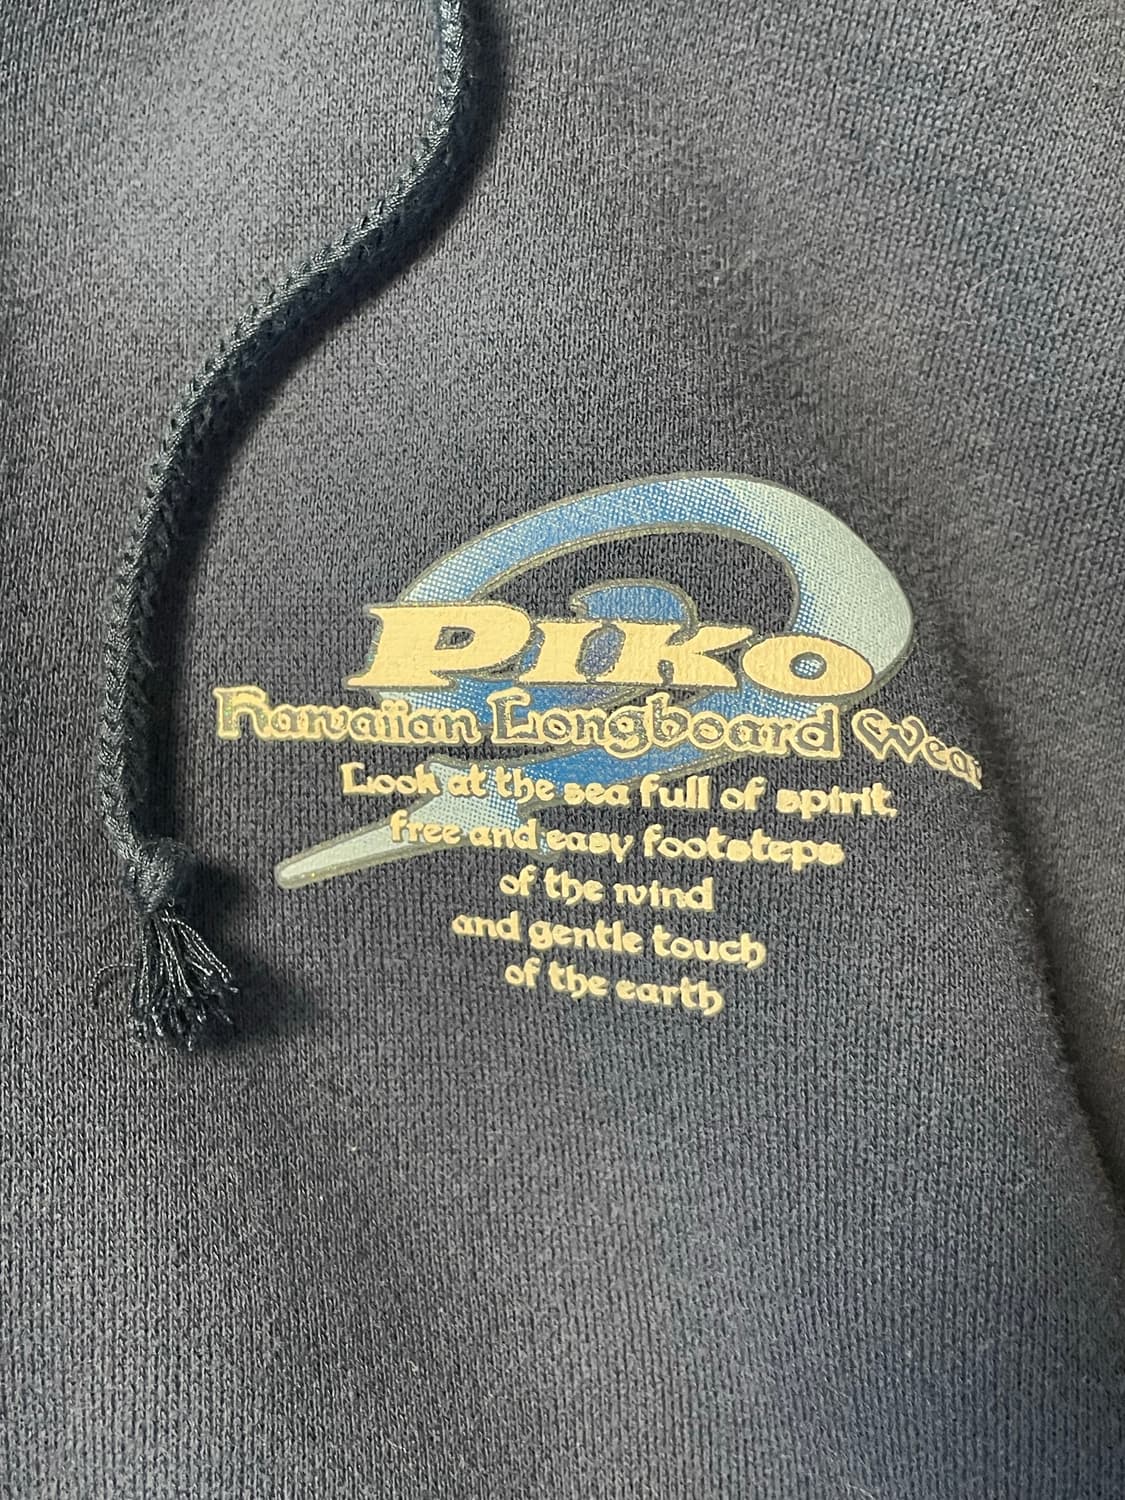 PIKO
Hawaiian Longboard Wear
Look at the sea full of spirit,
free and easy footsteps
of the wind
and gentle touch
of the earth